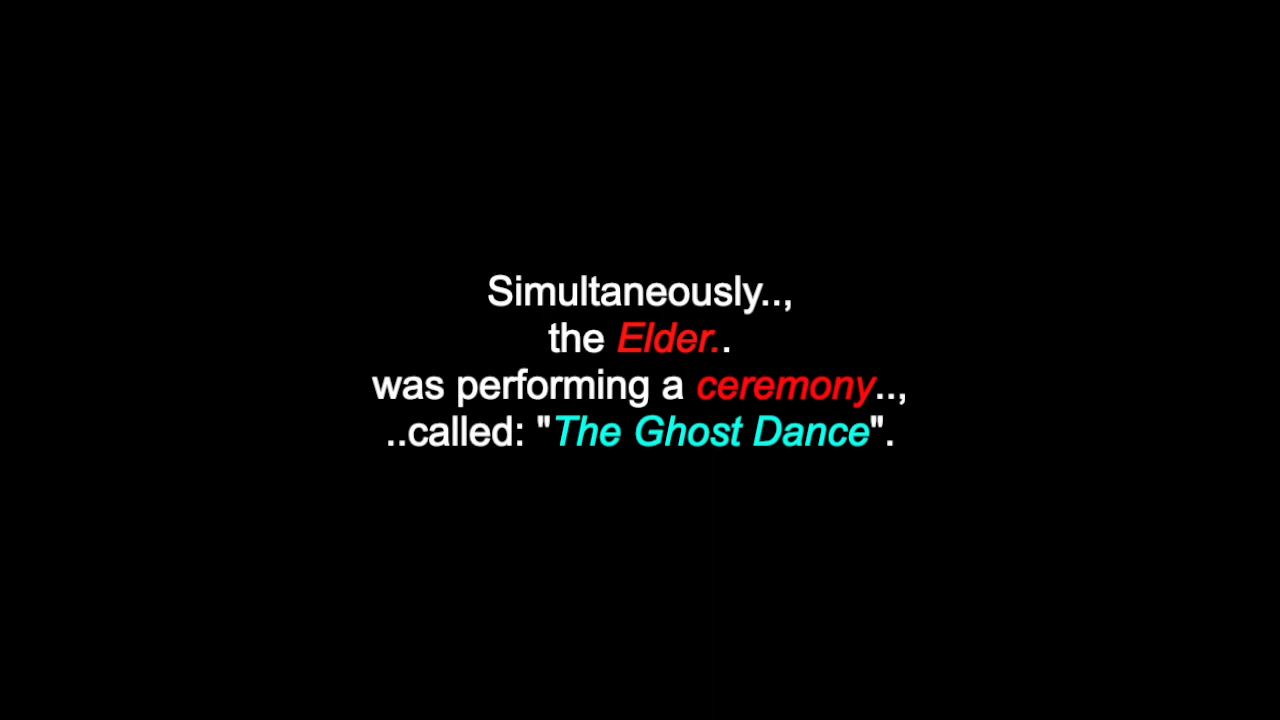 Simultaneously..,
the Elder..
was performing a ceremony..,
..called: "The Ghost Dance".